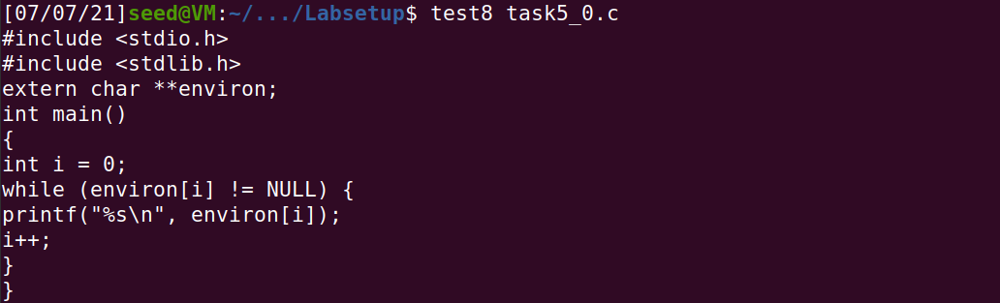 [07/07/21]seed@VM:~/.../Labsetup$ test8 task5_0.c
#include <stdio.h>
#include <stdlib.h>
extern char **environ;
int main()
{
int i = 0;
while (environ[i] != NULL) {
printf("%s\n", environ[i]);
i++;
}
}